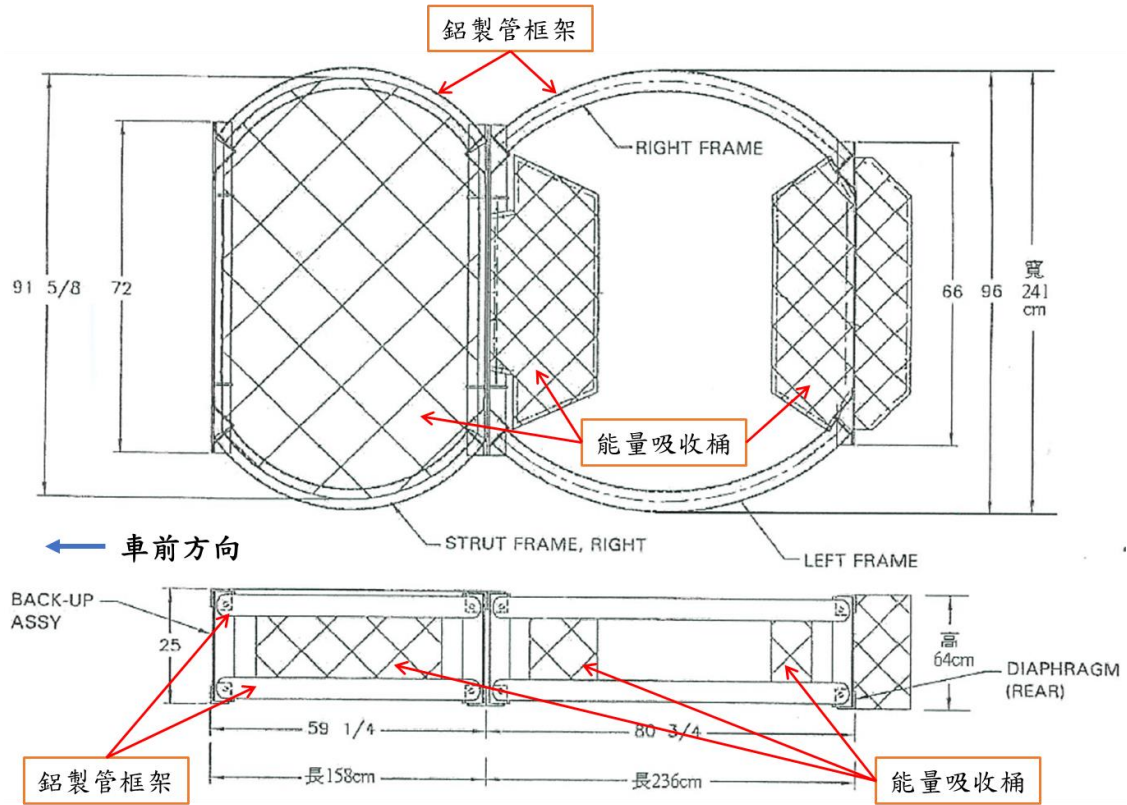 鋁製管框架
RIGHT FRAME
91 5/8
72
66
96
寬
241
cm
能量吸收桶
車前方向
STRUT FRAME, RIGHT
LEFT FRAME
BACK-UP
ASSY
25
高
64cm
DIAPHRAGM
(REAR)
59 1/4
80 3/4
鋁製管框架
長158cm
長236cm
能量吸收桶